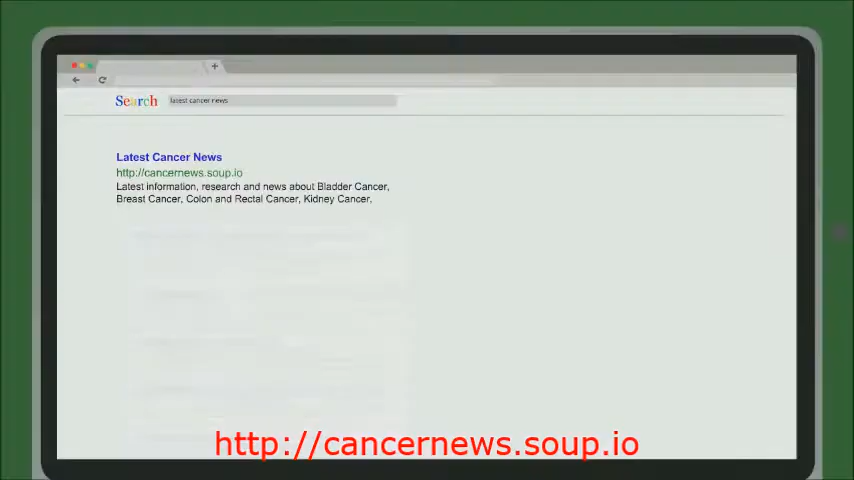 Search latest cancer news
Latest Cancer News
http://cancernews.soup.io
Latest information, research and news about Bladder Cancer,
Breast Cancer, Colon and Rectal Cancer, Kidney Cancer.
http://cancernews.soup.io